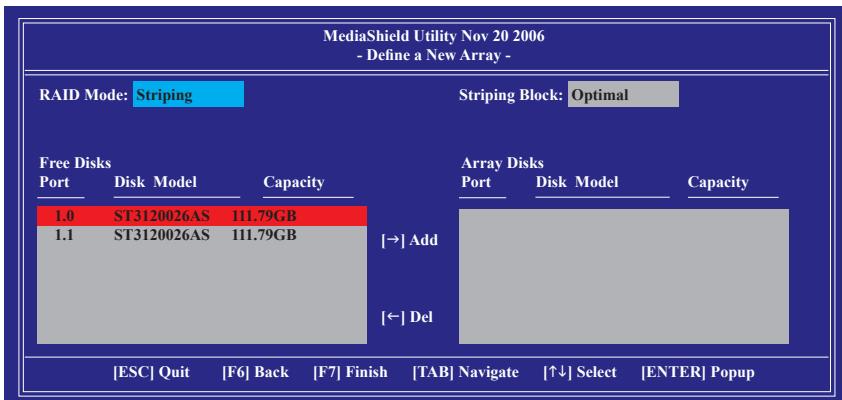 MediaShield Utility Nov 20 2006
- Define a New Array -
RAID Mode: Striping
Striping Block: Optimal
Free Disks
Port Disk Model Capacity
1.0 ST3120026AS 111.79GB
1.1 ST3120026AS 111.79GB
[→] Add
[←] Del
Array Disks
Port Disk Model Capacity
[ESC] Quit [F6] Back [F7] Finish [TAB] Navigate [↑↓] Select [ENTER] Popup